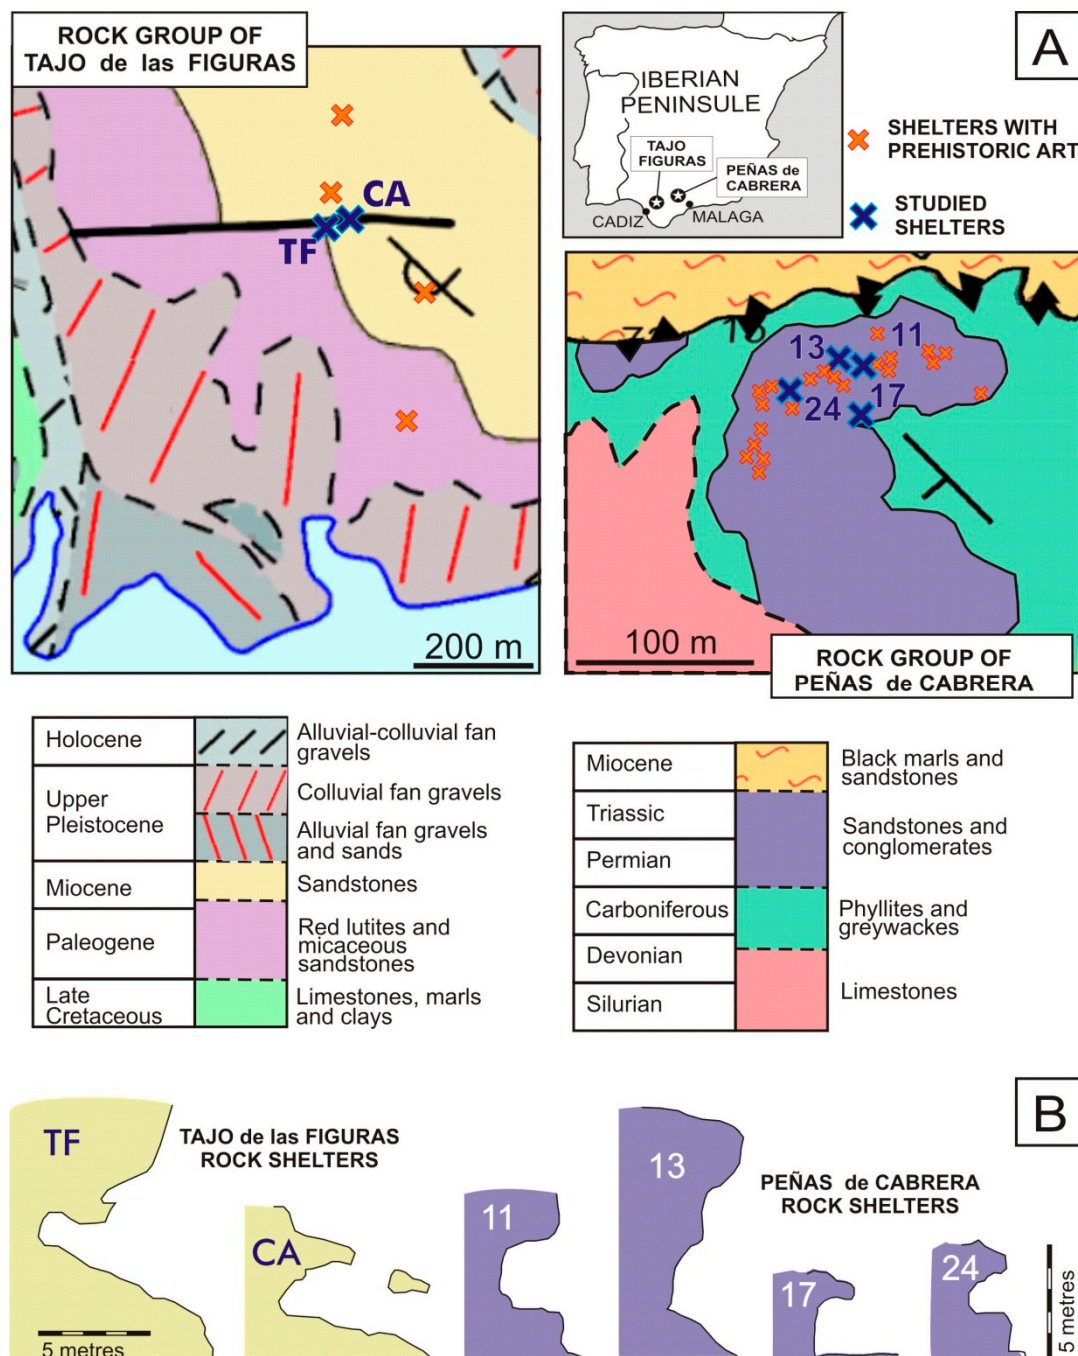 ROCK GROUP OF
TAJO de las FIGURAS
CA
TF
200 m
IBERIAN
PENINSULE
TAJO
FIGURAS
PEÑAS de
CABRERA
CADIZ
MALAGA
A
SHELTERS WITH
PREHISTORIC ART
STUDIED
SHELTERS
13
11
17
24
100 m
ROCK GROUP OF
PEÑAS de CABRERA
Holocene
Alluvial-colluvial fan
gravels
Upper
Pleistocene
Colluvial fan gravels
Alluvial fan gravels
and sands
Miocene
Sandstones
Paleogene
Red lutites and
micaceous
sandstones
Late
Cretaceous
Limestones, marls
and clays
Miocene
Black marls and
sandstones
Triassic
Permian
Sandstones and
conglomerates
Carboniferous
Phyllites and
greywackes
Devonian
Silurian
Limestones
B
TF
TAJO de las FIGURAS
ROCK SHELTERS
CA
11
13
PEÑAS de CABRERA
ROCK SHELTERS
17
24
5 metres
5 metres